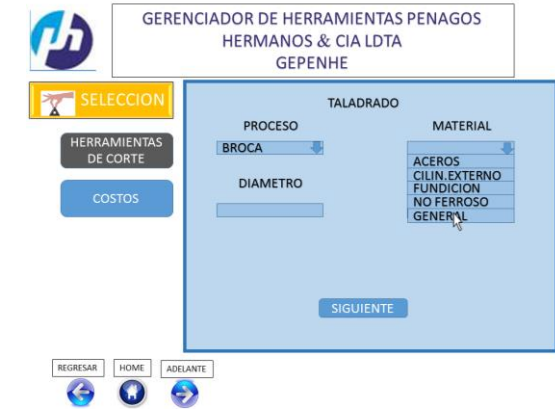 GERENCIADOR DE HERRAMIENTAS PENAGOS
HERMANOS & CIA LDTA
GEPENHE
ph
SELECCION
HERRAMIENTAS
DE CORTE
COSTOS
TALADRADO
PROCESO
MATERIAL
BROCA
ACEROS
CILIN.EXTERNO
FUNDICION
NO FERROSO
GENERAL
DIAMETRO
SIGUIENTE
REGRESAR
HOME
ADELANTE